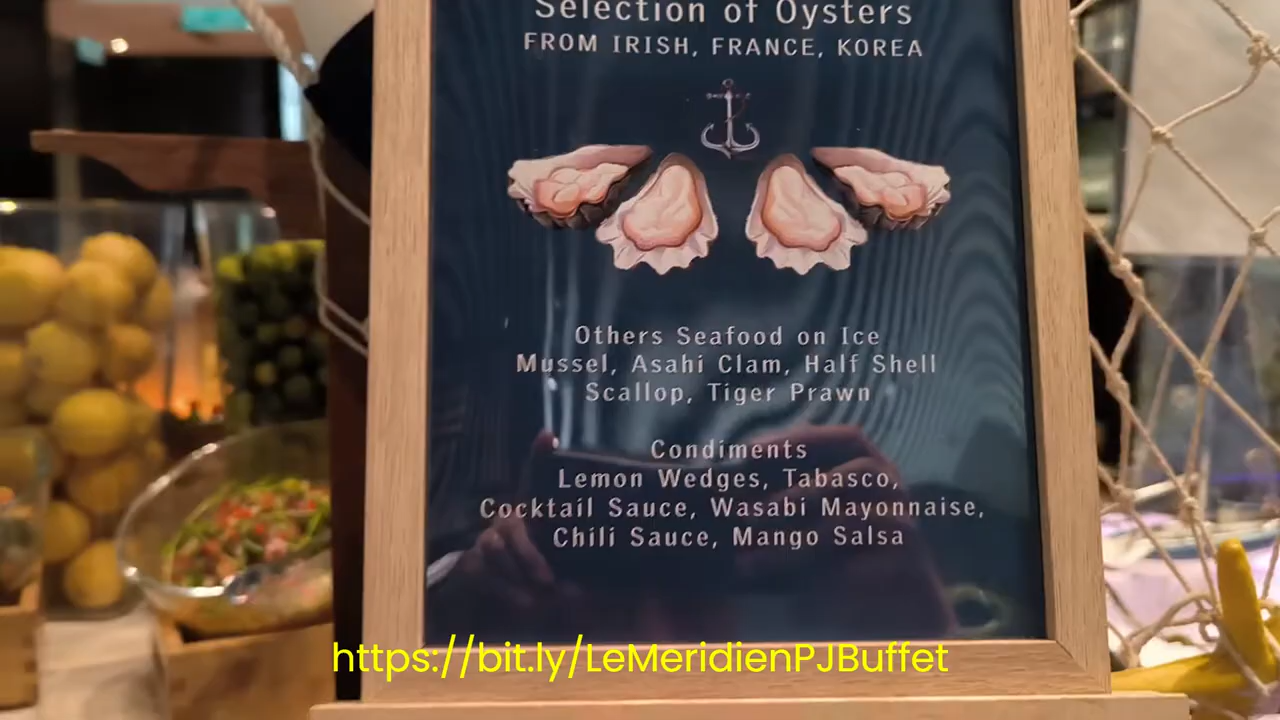 Selection of Oysters
FROM IRISH, FRANCE, KOREA
Others Seafood on Ice
Mussel, Asahi Clam, Half Shell
Scallop, Tiger Prawn
Condiments
Lemon Wedges, Tabasco,
Cocktail Sauce, Wasabi Mayonnaise,
Chili Sauce, Mango Salsa
https://bit.ly/LeMeridienPJBuffet